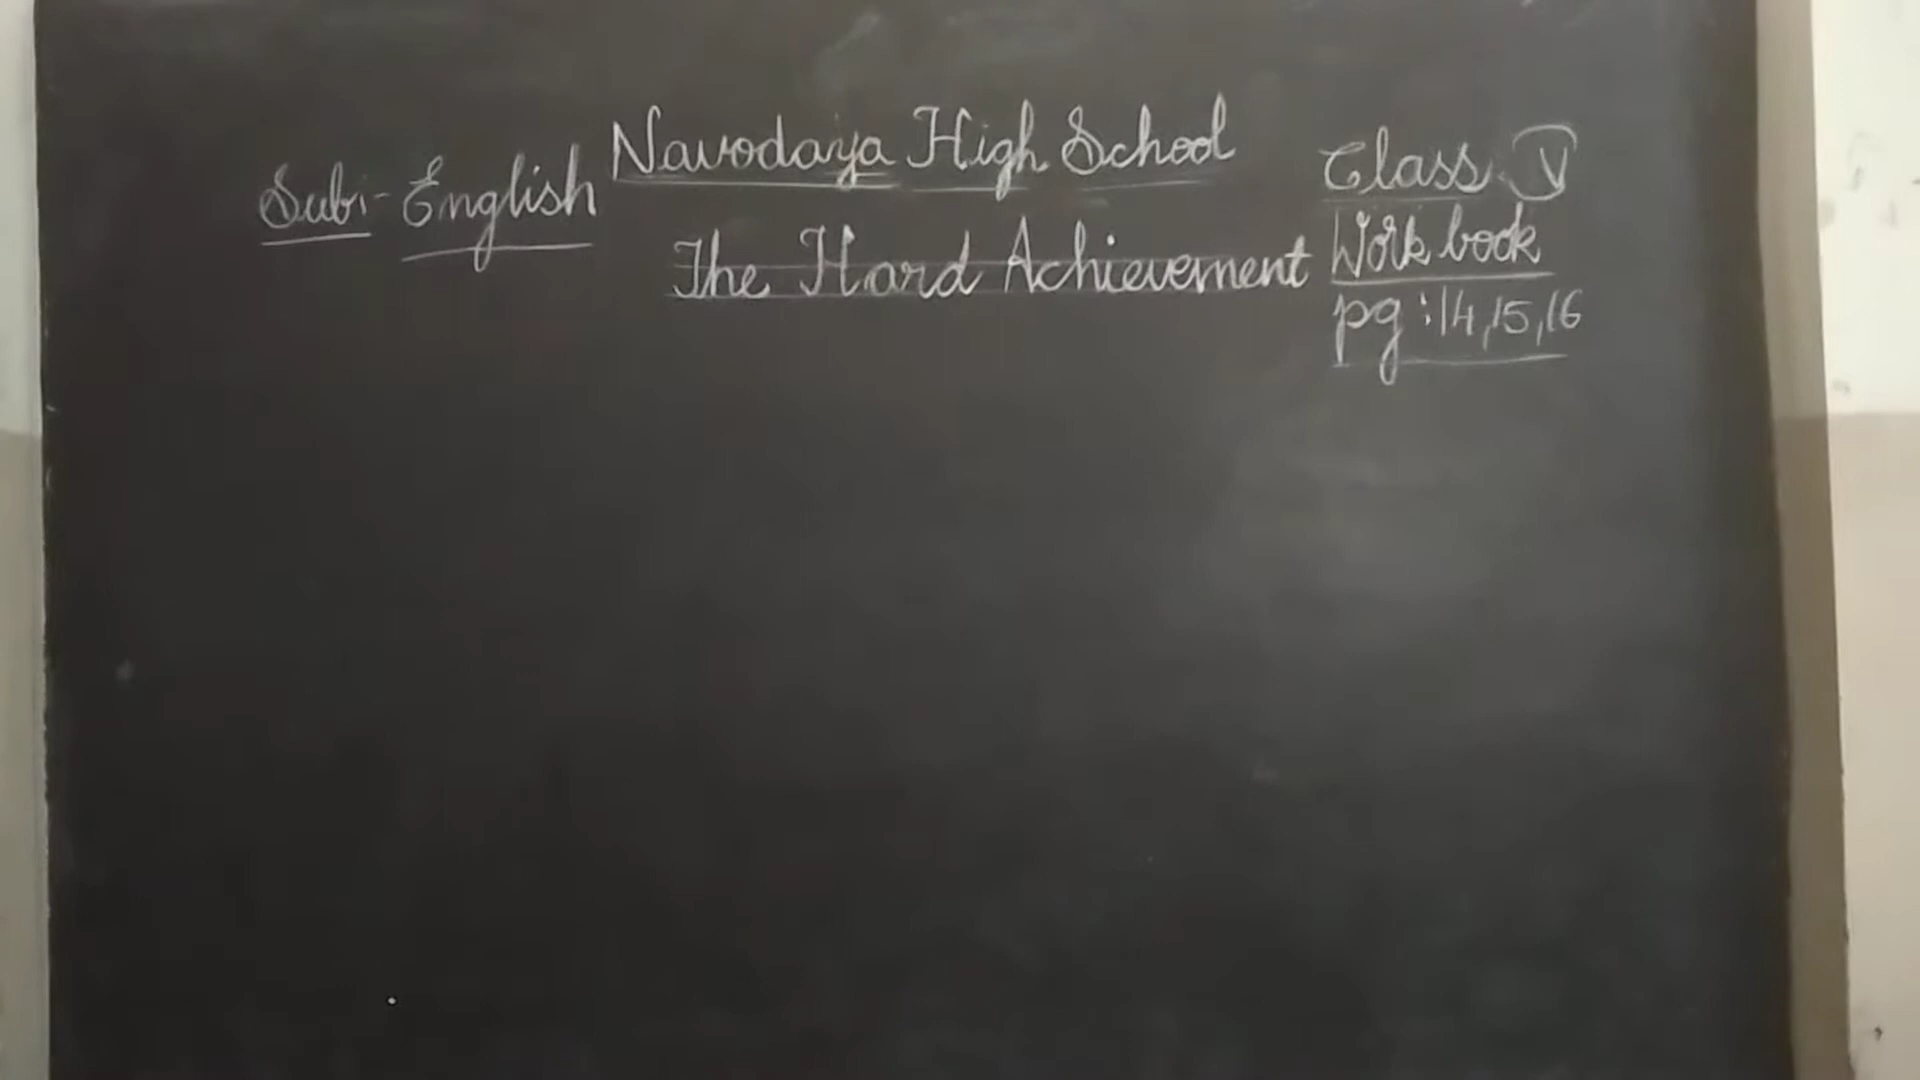 Navodaya High School
Sub:- English
Class. V
The Hard Achievement
Work book
pg :14,15,16